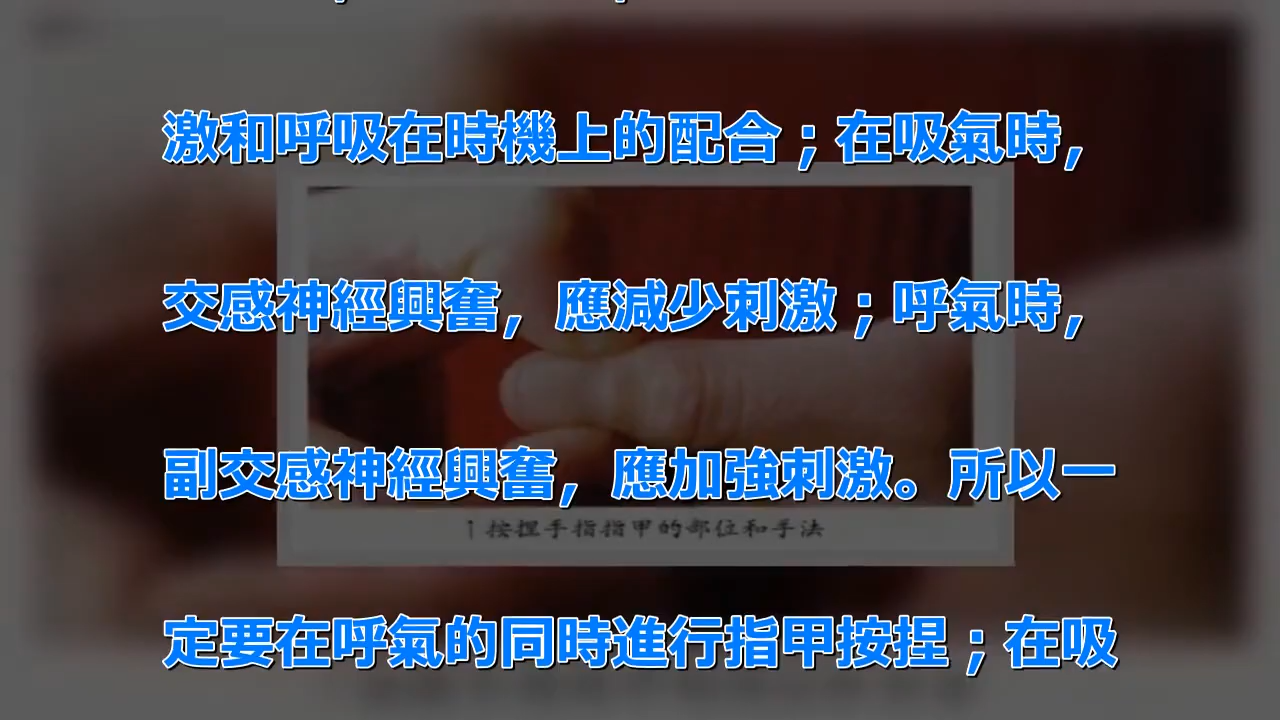 激和呼吸在時機上的配合；在吸氣時，
交感神經興奮，應減少刺激；呼氣時，
副交感神經興奮，應加強刺激。所以一
1 按捏手指指甲的部位和手法
定要在呼氣的同時進行指甲按捏；在吸